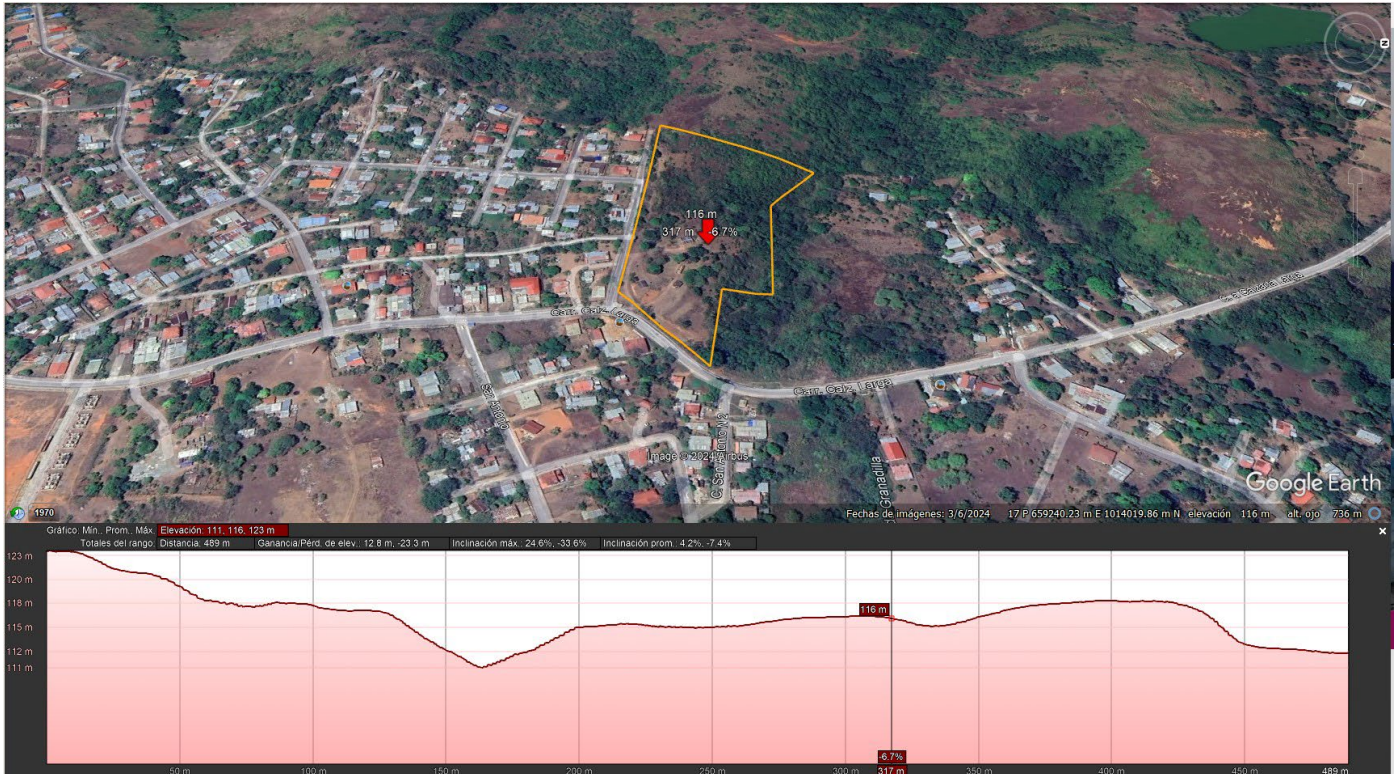 N
116 m
317 m -6.7%
Carr. Calz. Larga
Carr. Calz. Larga
San Antonio
C. San Antonio N 2
Granadilla
Image © 2024 Airbus
Google Earth
1970
Fechas de imágenes: 3/6/2024 17 P 659240.23 m E 1014019.86 m N elevación 116 m alt. ojo 736 m
Gráfico: Mín., Prom., Máx. Elevación: 111, 116, 123 m
Totales del rango: Distancia: 489 m Ganancia/Pérd. de elev.: 12.8 m, -23.3 m Inclinación máx.: 24.6%, -33.6% Inclinación prom.: 4.2%, -7.4%
123 m
120 m
118 m
116 m
115 m
112 m
111 m
-6.7%
50 m 100 m 150 m 200 m 250 m 300 m 317 m 350 m 400 m 450 m 489 m